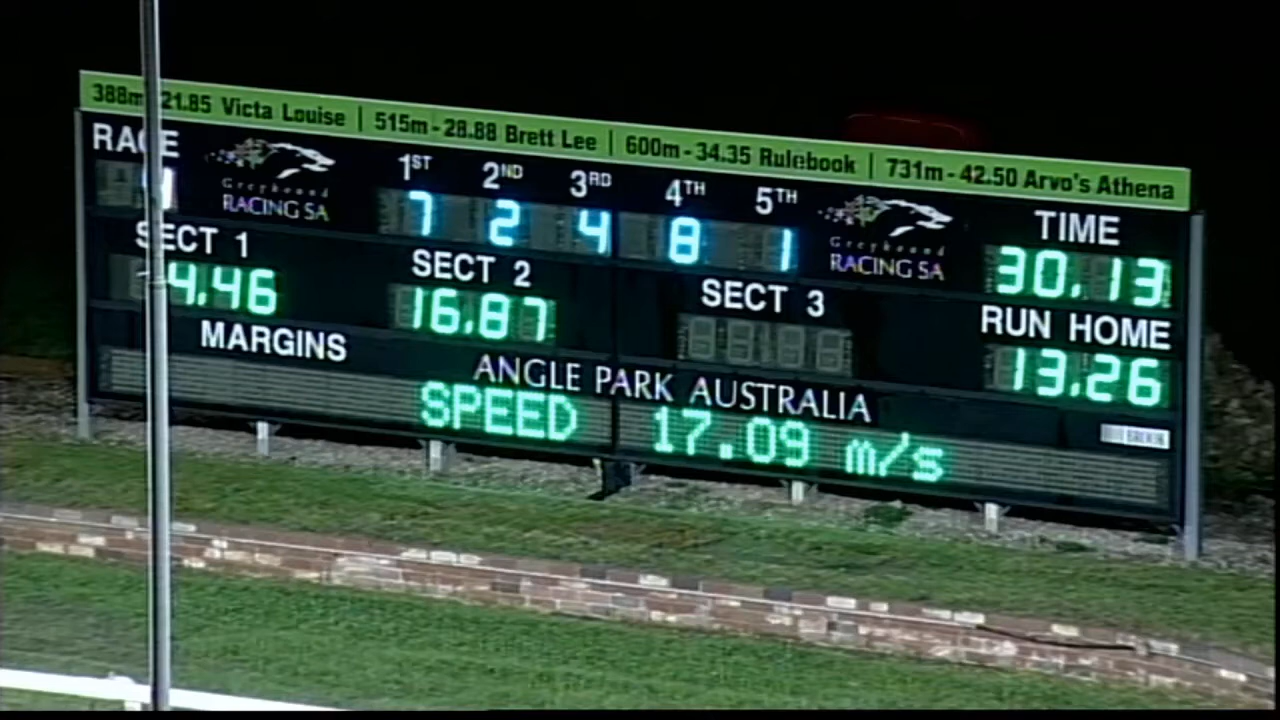 388m 21.85 Victa Louise | 515m - 28.88 Brett Lee | 600m - 34.35 Rulebook | 731m - 42.50 Arvo's Athena
RACE
Greyhound
RACING SA
1ST 2ND 3RD 4TH 5TH
7 2 4 8 1
Greyhound
RACING SA
TIME
30.13
SECT 1
4.46
SECT 2
16.87
SECT 3
RUN HOME
13.26
MARGINS
ANGLE PARK AUSTRALIA
SPEED 17.09 m/s